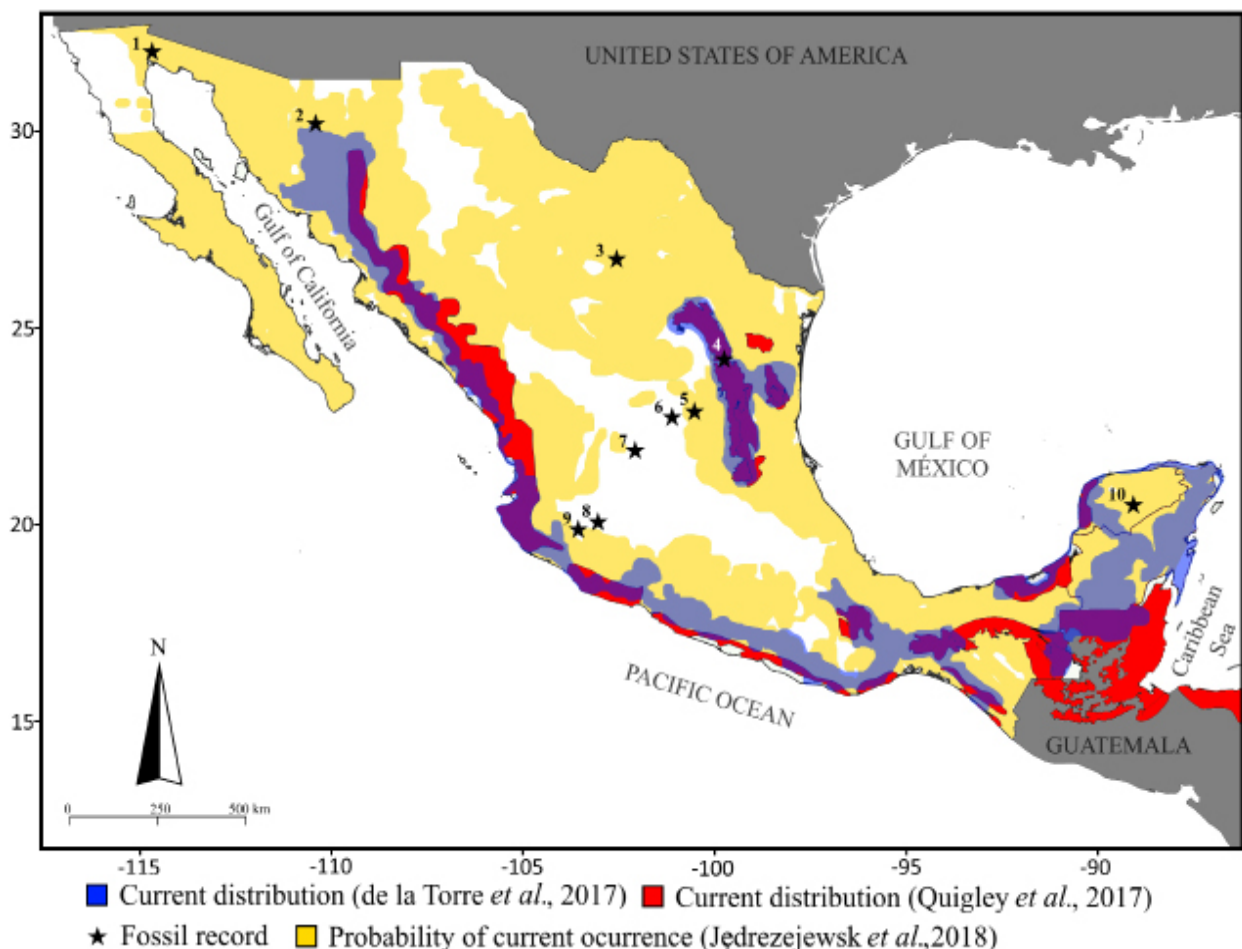 UNITED STATES OF AMERICA
1
2
30
3
Gulf of California
25
4
5
6
7
GULF OF
MÉXICO
10
20
9
8
Caribbean
Sea
N
PACIFIC OCEAN
15
GUATEMALA
0 250 500 km
-115 -110 -105 -100 -95 -90
Current distribution (de la Torre et al., 2017) Current distribution (Quigley et al., 2017)
Fossil record Probability of current ocurrence (Jędrezejewsk et al.,2018)